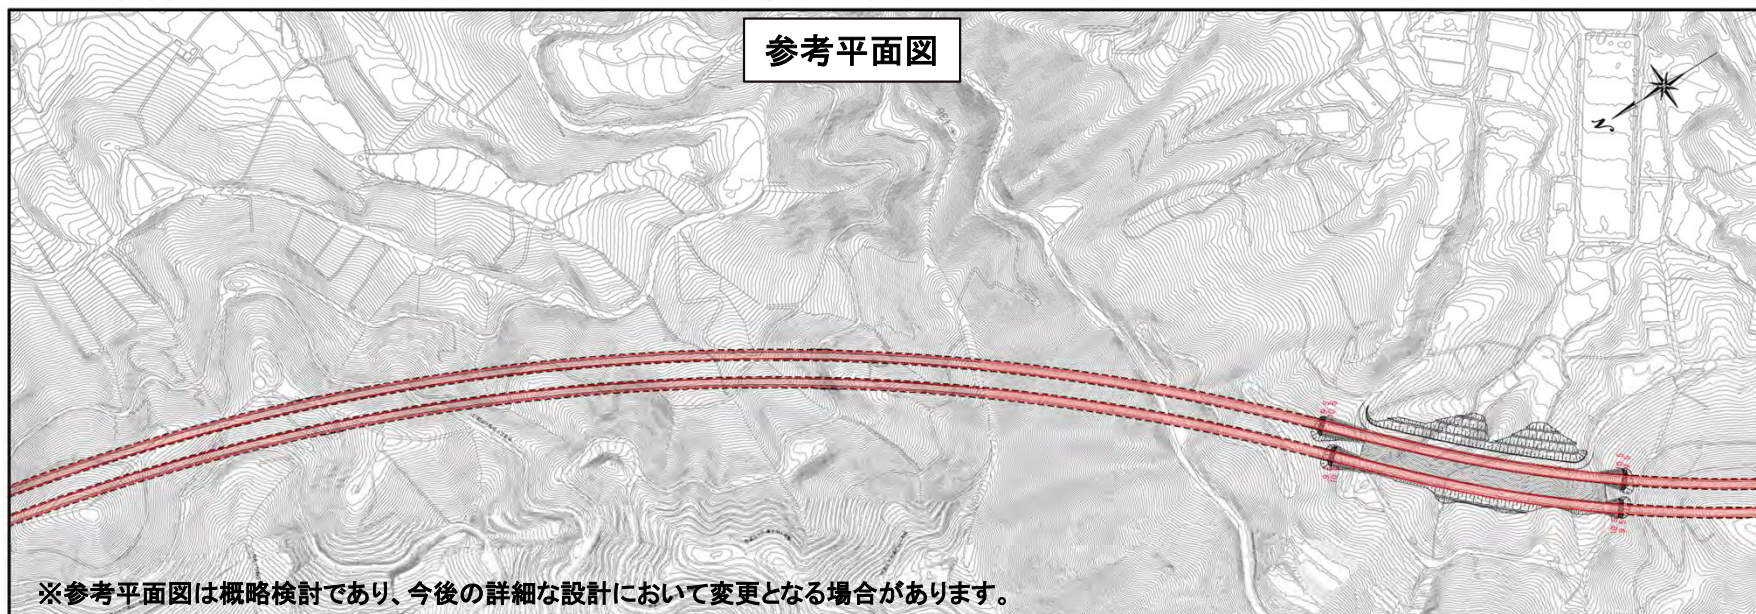 参考平面図
N
※参考平面図は概略検討であり、今後の詳細な設計において変更となる場合があります。